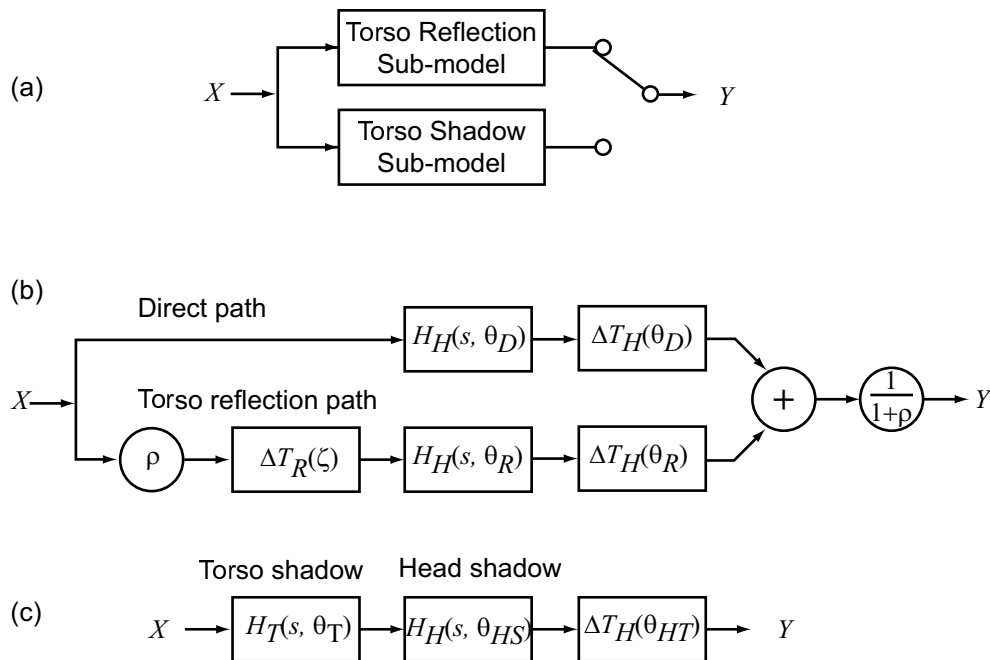 (a)
X
Torso Reflection
Sub-model
Torso Shadow
Sub-model
Y
(b)
Direct path
H_H(s, θ_D)
ΔT_H(θ_D)
X
Torso reflection path
ρ
ΔT_R(ζ)
H_H(s, θ_R)
ΔT_H(θ_R)
+
1
1+ρ
Y
(c)
Torso shadow
Head shadow
X
H_T(s, θ_T)
H_H(s, θ_HS)
ΔT_H(θ_HT)
Y